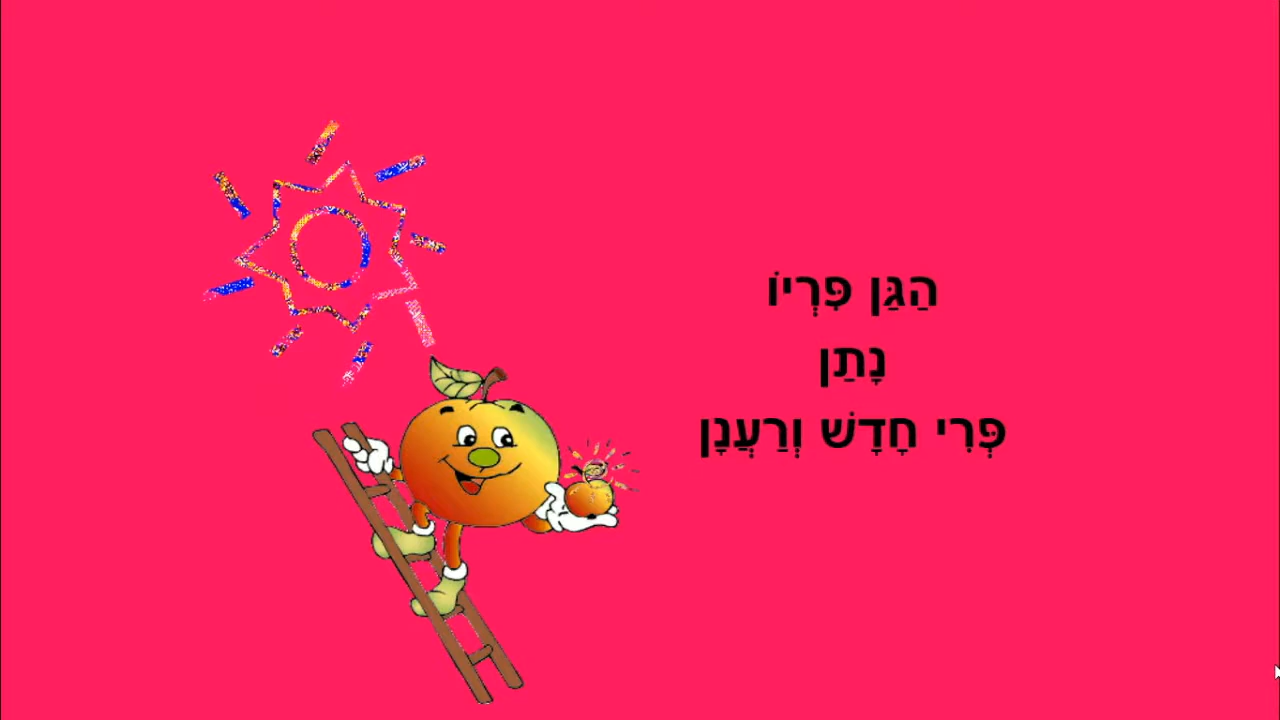 הַגַּן פִּרְיוֹ
נָתַן
פְּרִי חָדָשׁ וְרַעֲנָן